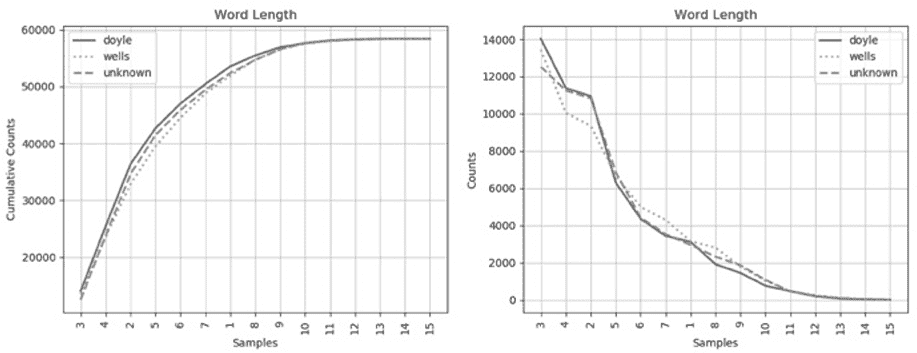 Word Length
60000
50000
40000
30000
20000
Cumulative Counts
doyle
wells
unknown
3 4 2 5 6 7 1 8 9 10 11 12 13 14 15
Samples
Word Length
14000
12000
10000
8000
6000
4000
2000
0
Counts
doyle
wells
unknown
3 4 2 5 6 7 1 8 9 10 11 12 13 14 15
Samples